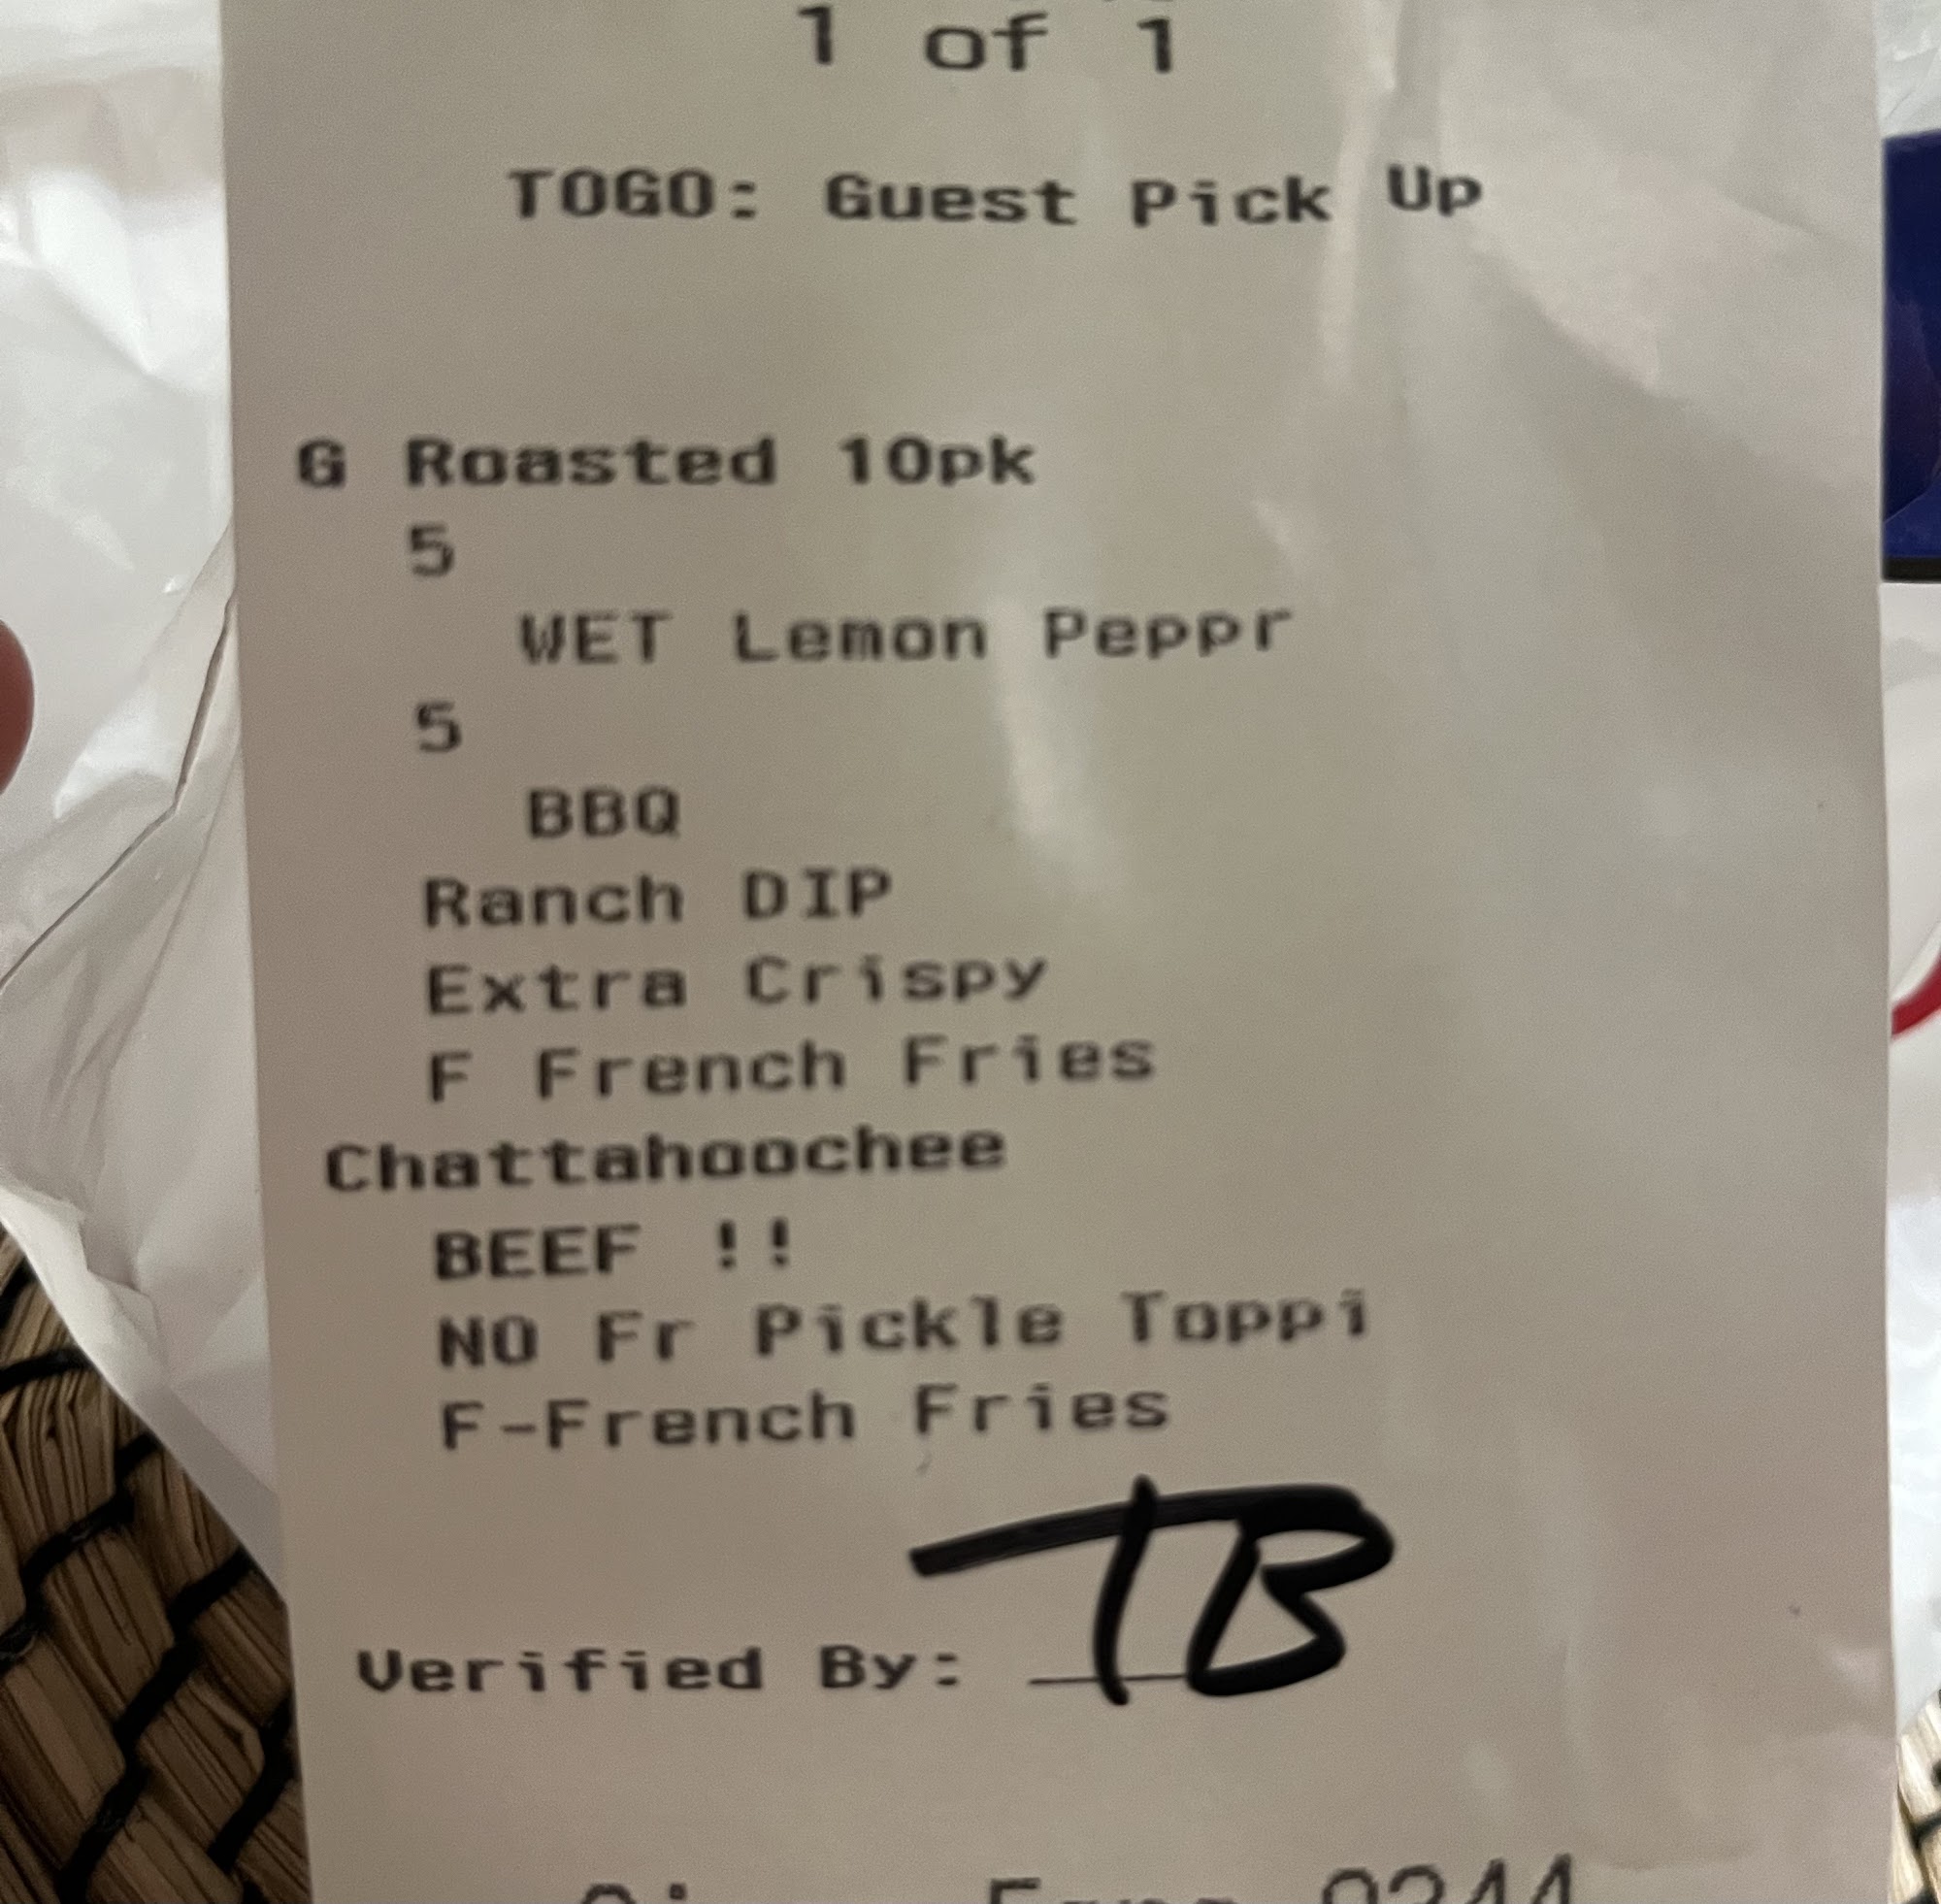 1 of 1
TOGO: Guest Pick Up
G Roasted 10pk
5
WET Lemon Peppr
5
BBQ
Ranch DIP
Extra Crispy
F French Fries
Chattahoochee
BEEF !!
NO Fr Pickle Toppi
F-French Fries
TB
Verified By: